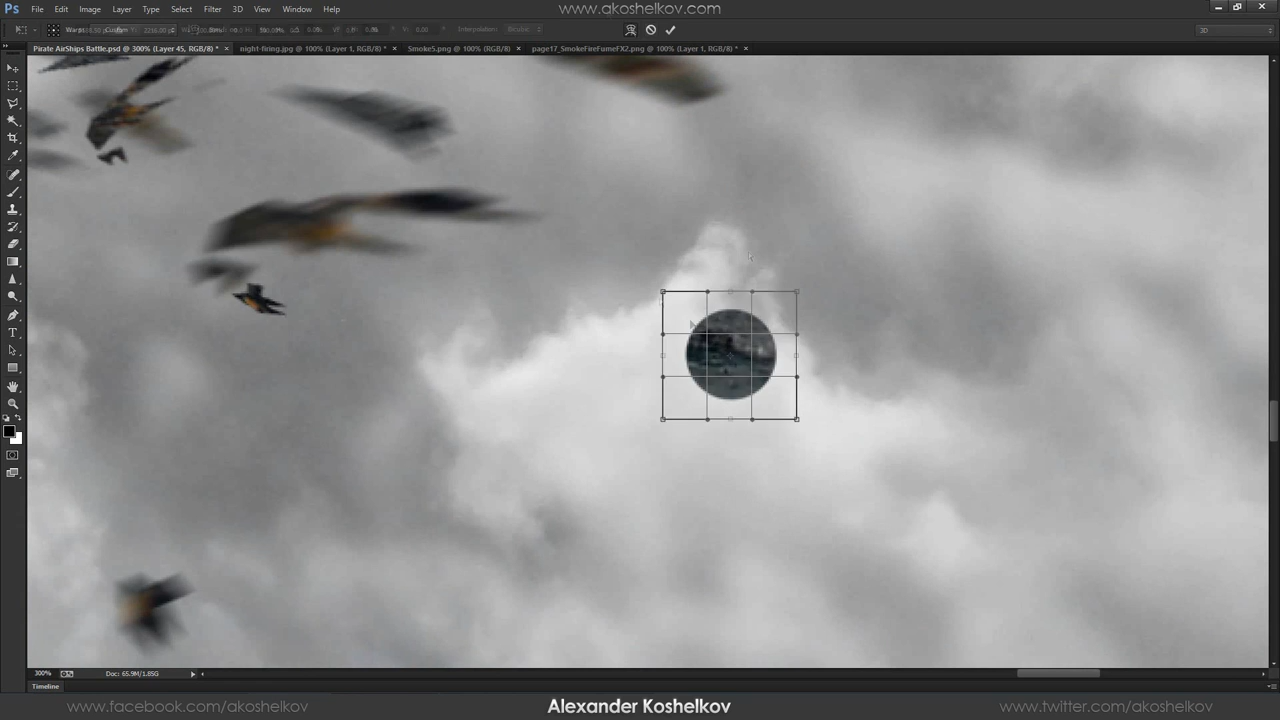 www.akoshelkov.com
Ps File Edit Image Layer Type Select Filter 3D View Window Help
Warp: Custom Interpolation: Bicubic 3D
Pirate AirShips Battle.psd @ 300% (Layer 45, RGB/8) * × night-firing.jpg @ 100% (Layer 1, RGB/8) * × Smoke5.png @ 100% (RGB/8) × page17_SmokeFireFumeFX2.png @ 100% (Layer 1, RGB/8) * ×
300% Doc: 65.9M/1.85G
Timeline
www.facebook.com/akoshelkov Alexander Koshelkov www.twitter.com/akoshelkov